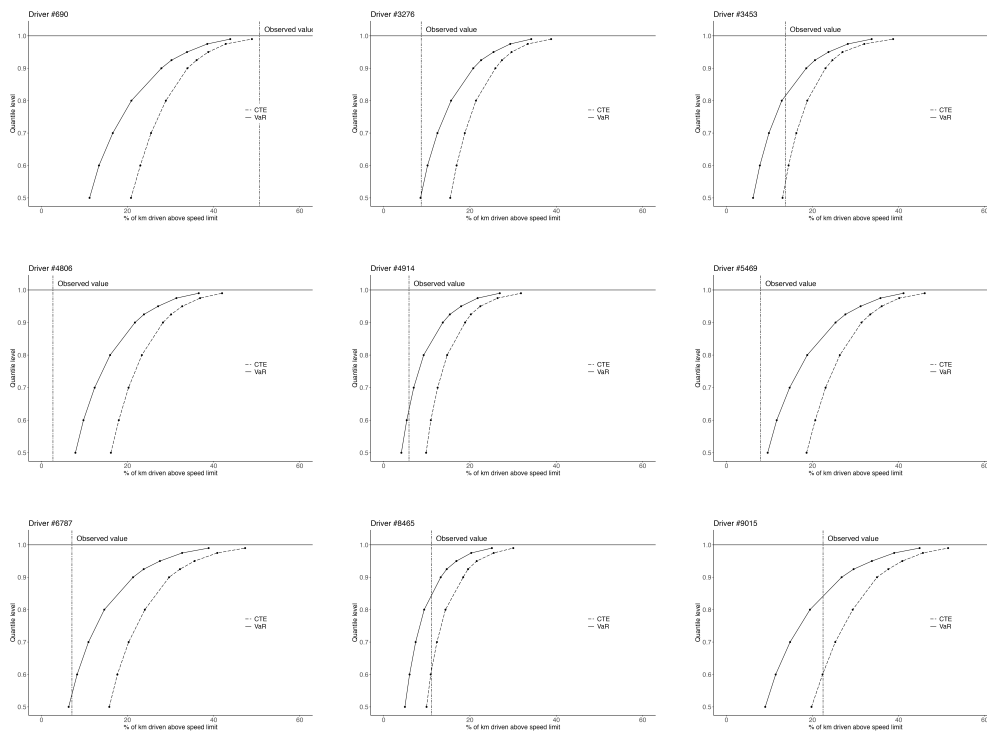 Driver #690
Observed value
1.0
0.9
0.8
0.7
0.6
0.5
Quantile level
CTE
VaR
0 20 40 60
% of km driven above speed limit
Driver #3276
Observed value
1.0
0.9
0.8
0.7
0.6
0.5
Quantile level
CTE
VaR
0 20 40 60
% of km driven above speed limit
Driver #3453
Observed value
1.0
0.9
0.8
0.7
0.6
0.5
Quantile level
CTE
VaR
0 20 40 60
% of km driven above speed limit
Driver #4806
Observed value
1.0
0.9
0.8
0.7
0.6
0.5
Quantile level
CTE
VaR
0 20 40 60
% of km driven above speed limit
Driver #4914
Observed value
1.0
0.9
0.8
0.7
0.6
0.5
Quantile level
CTE
VaR
0 20 40 60
% of km driven above speed limit
Driver #5469
Observed value
1.0
0.9
0.8
0.7
0.6
0.5
Quantile level
CTE
VaR
0 20 40 60
% of km driven above speed limit
Driver #6787
Observed value
1.0
0.9
0.8
0.7
0.6
0.5
Quantile level
CTE
VaR
0 20 40 60
% of km driven above speed limit
Driver #8465
Observed value
1.0
0.9
0.8
0.7
0.6
0.5
Quantile level
CTE
VaR
0 20 40 60
% of km driven above speed limit
Driver #9015
Observed value
1.0
0.9
0.8
0.7
0.6
0.5
Quantile level
CTE
VaR
0 20 40 60
% of km driven above speed limit